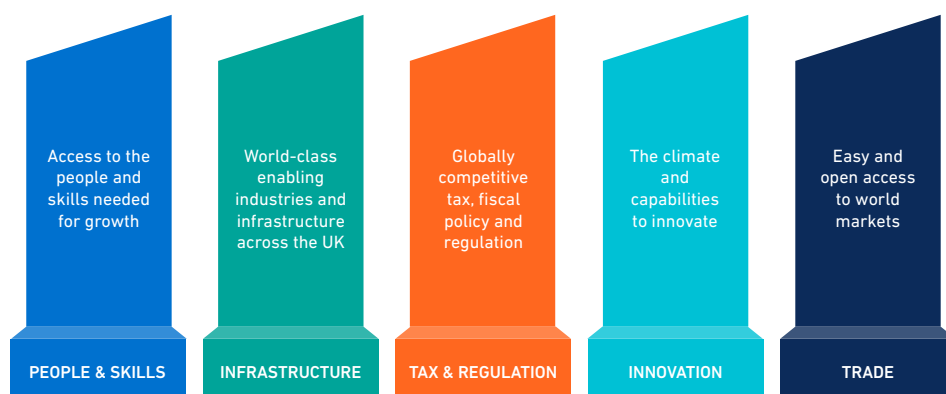 Access to the
people and
skills needed
for growth
World-class
enabling
industries and
infrastructure
across the UK
Globally
competitive
tax, fiscal
policy and
regulation
The climate
and
capabilities
to innovate
Easy and
open access
to world
markets
PEOPLE & SKILLS
INFRASTRUCTURE
TAX & REGULATION
INNOVATION
TRADE